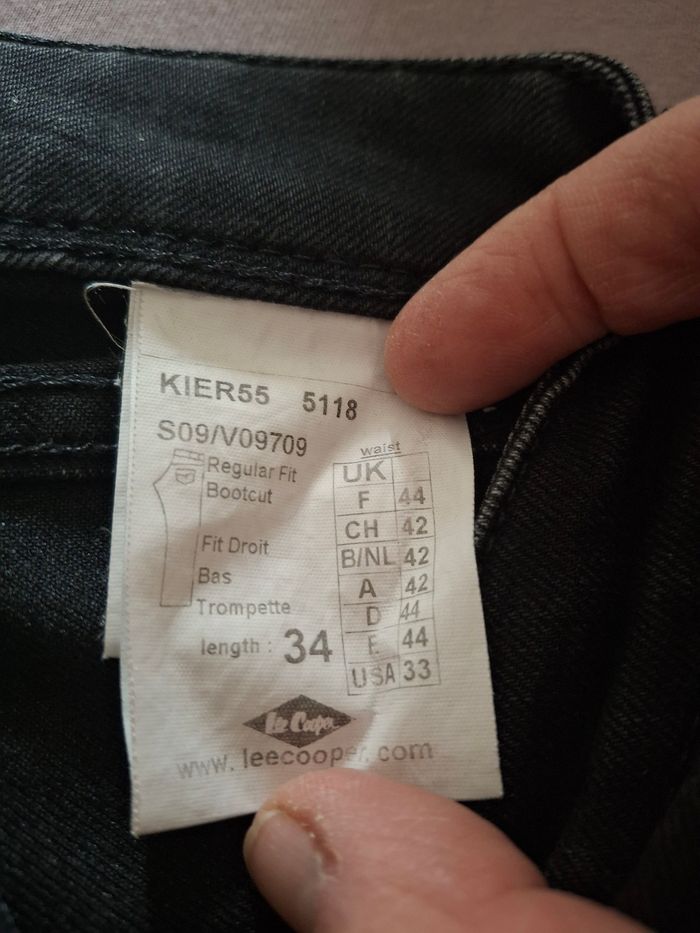 KIER55 5118
S09/V09709
Regular Fit
Bootcut
Fit Droit
Bas
Trompette
length : 34
waist
UK
F 44
CH 42
B/NL 42
A 42
D 44
E 44
USA 33
Lee Cooper
www.leecooper.com